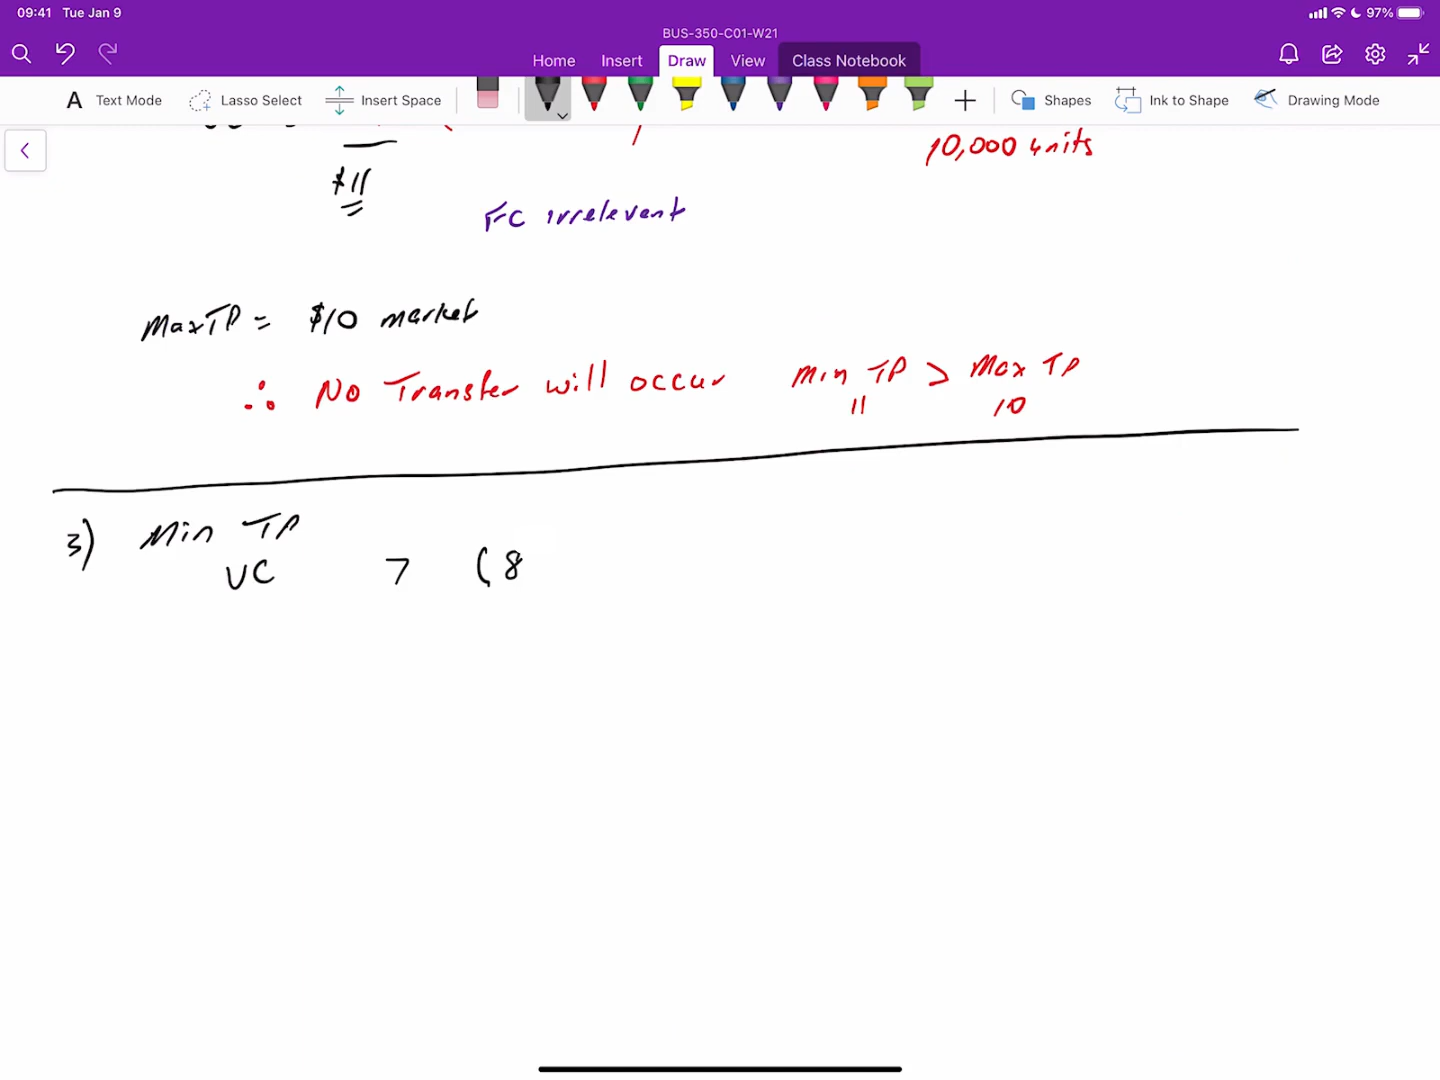 09:41 Tue Jan 9
97%
BUS-350-C01-W21
Home Insert Draw View Class Notebook
A Text Mode Lasso Select Insert Space Shapes Ink to Shape Drawing Mode
10,000 units
$11
FC irrelevant
Max TP = $10 market
∴ No Transfer will occur Min TP > Max TP
11 10
3) Min TP
VC 7 (8